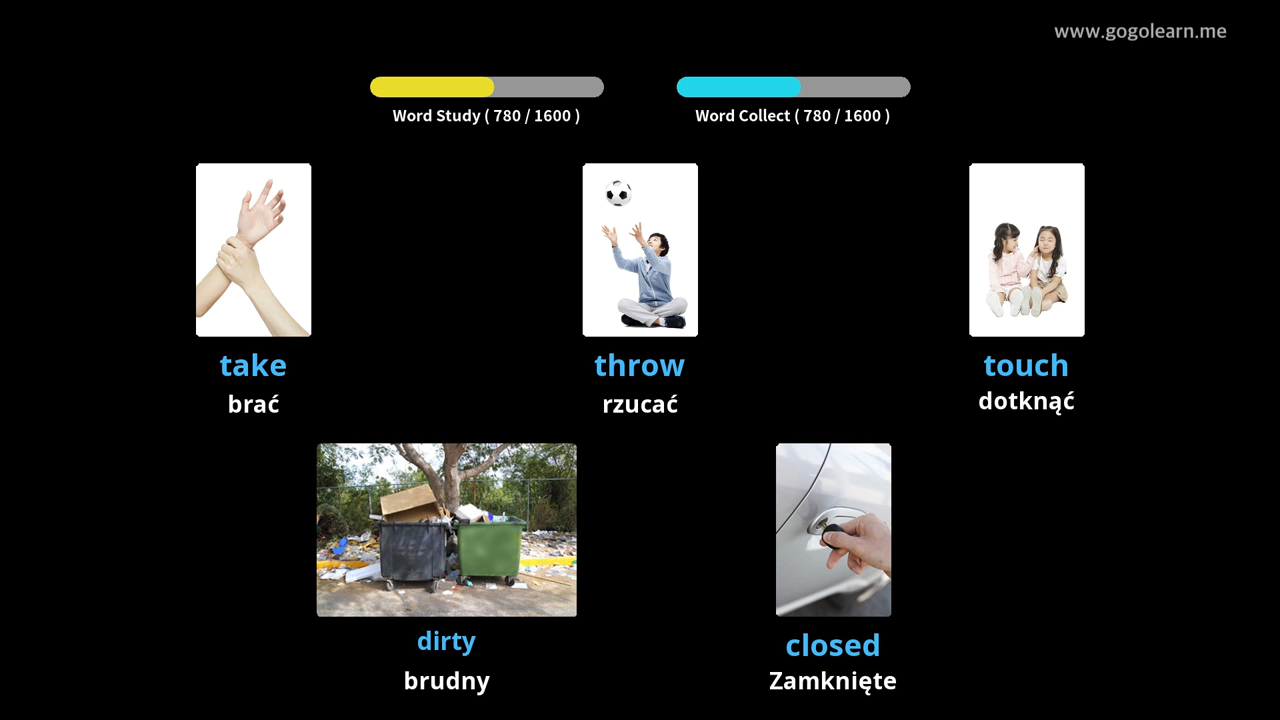 www.gogolearn.me
Word Study ( 780 / 1600 )
Word Collect ( 780 / 1600 )
take
brać
throw
rzucać
touch
dotknąć
dirty
brudny
closed
Zamknięte